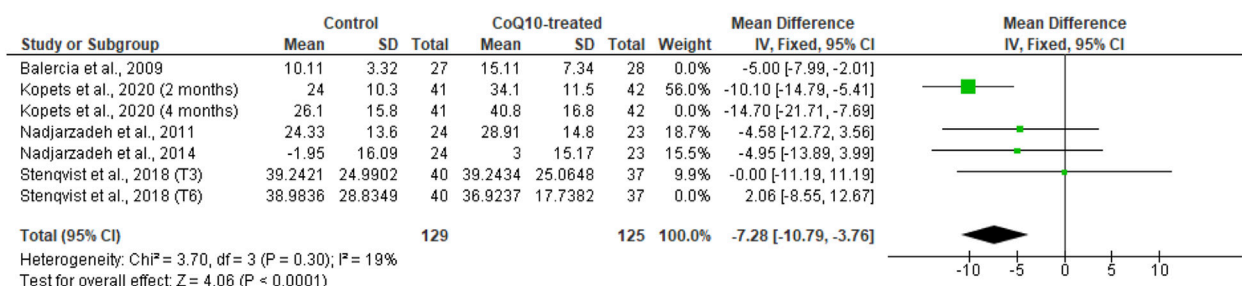 Control CoQ10-treated Mean Difference Mean Difference
Study or Subgroup Mean SD Total Mean SD Total Weight IV, Fixed, 95% CI IV, Fixed, 95% CI
Balercia et al., 2009 10.11 3.32 27 15.11 7.34 28 0.0% -5.00 [-7.99, -2.01]
Kopets et al., 2020 (2 months) 24 10.3 41 34.1 11.5 42 56.0% -10.10 [-14.79, -5.41]
Kopets et al., 2020 (4 months) 26.1 15.8 41 40.8 16.8 42 0.0% -14.70 [-21.71, -7.69]
Nadjarzadeh et al., 2011 24.33 13.6 24 28.91 14.8 23 18.7% -4.58 [-12.72, 3.56]
Nadjarzadeh et al., 2014 -1.95 16.09 24 3 15.17 23 15.5% -4.95 [-13.89, 3.99]
Stenqvist et al., 2018 (T3) 39.2421 24.9902 40 39.2434 25.0648 37 9.9% -0.00 [-11.19, 11.19]
Stenqvist et al., 2018 (T6) 38.9836 28.8349 40 36.9237 17.7382 37 0.0% 2.06 [-8.55, 12.67]
Total (95% CI) 129 125 100.0% -7.28 [-10.79, -3.76]
Heterogeneity: Chi² = 3.70, df = 3 (P = 0.30); I² = 19%
Test for overall effect: Z = 4.06 (P < 0.0001)
-10 -5 0 5 10